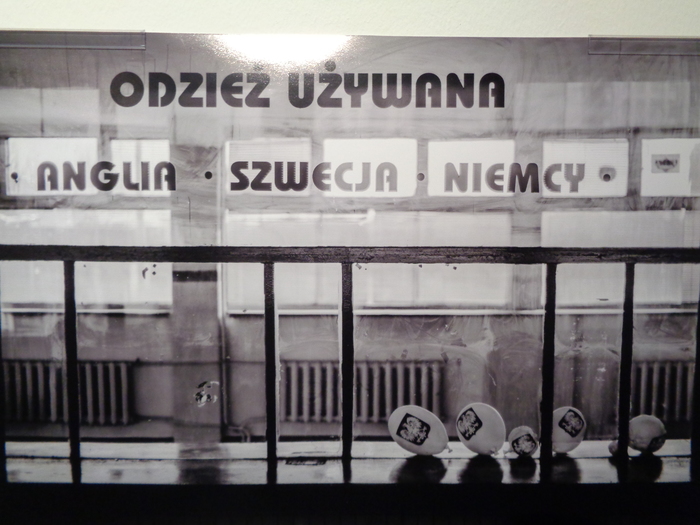 ODZIEŻ UŻYWANA
ANGLIA • SZWECJA • NIEMCY